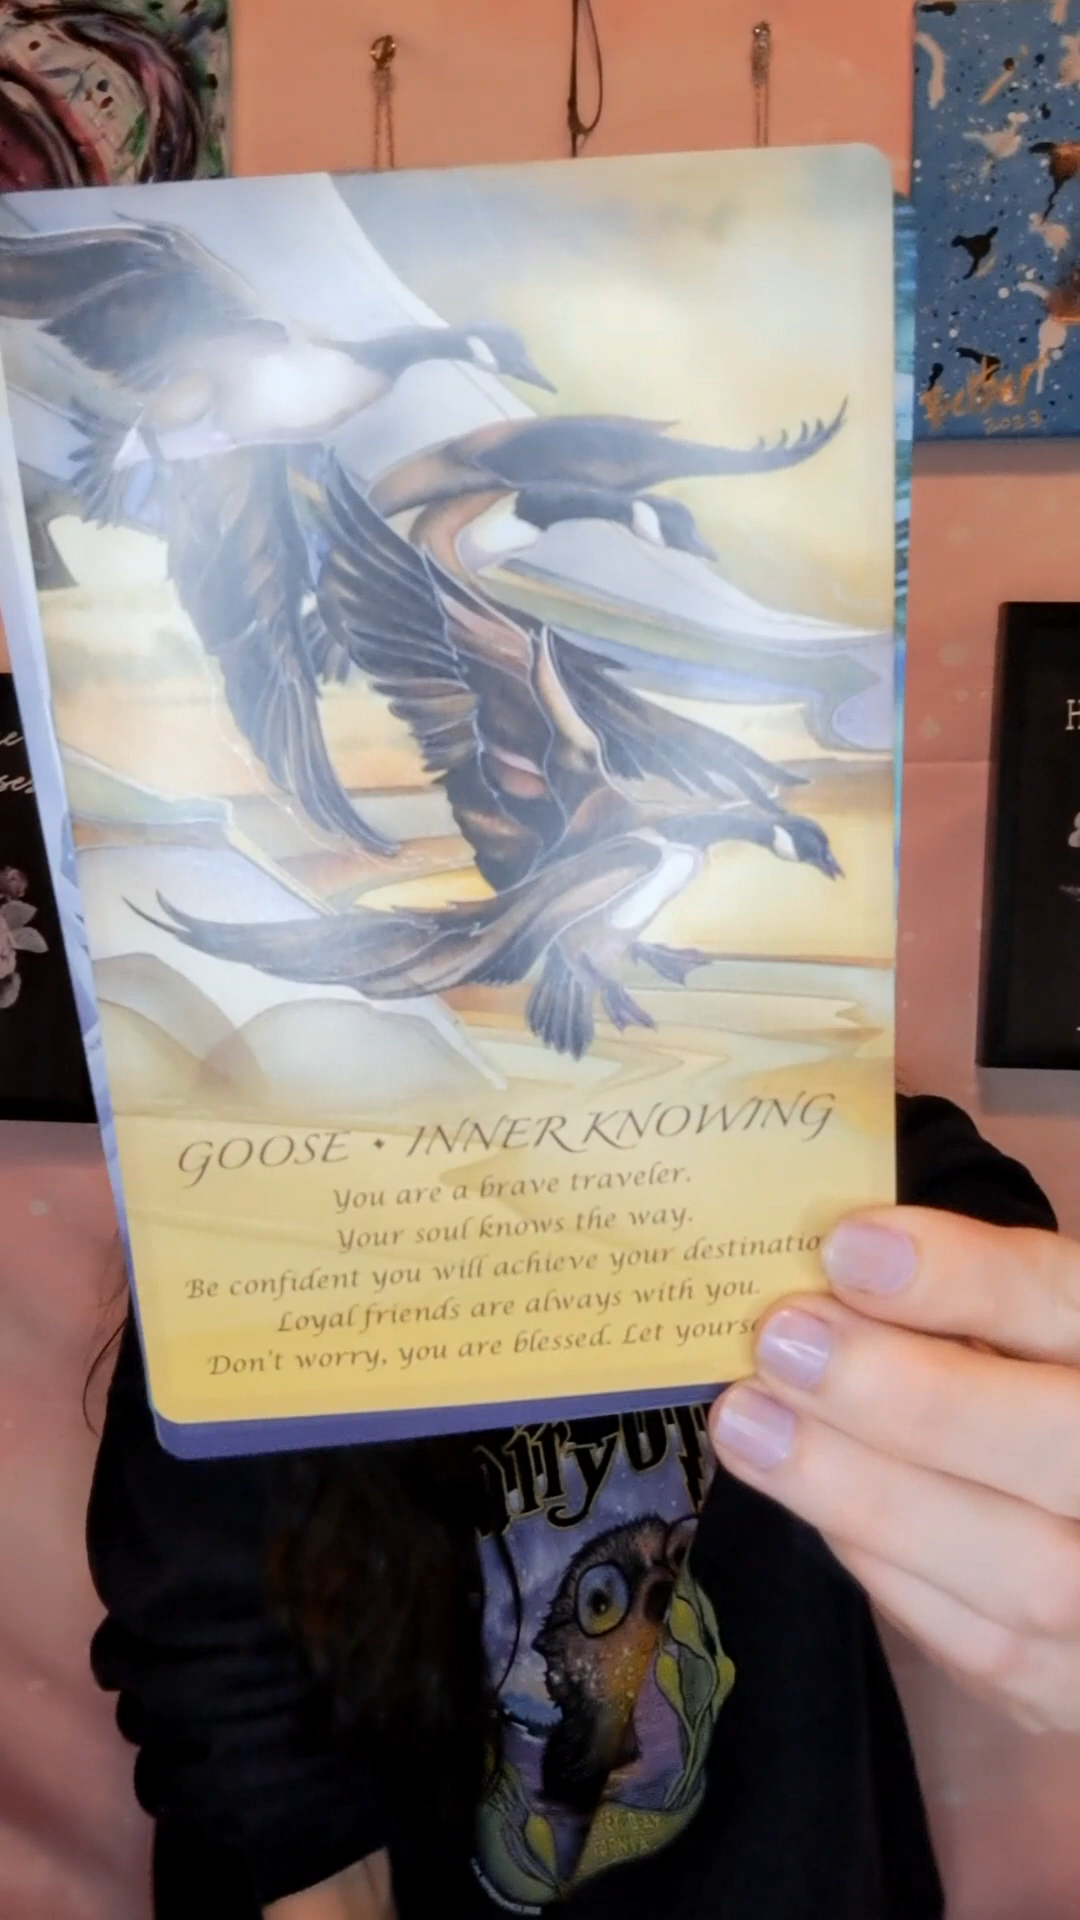 2023
H
GOOSE • INNER KNOWING
You are a brave traveler.
Your soul knows the way.
Be confident you will achieve your destinatio
Loyal friends are always with you.
Don't worry, you are blessed. Let yours